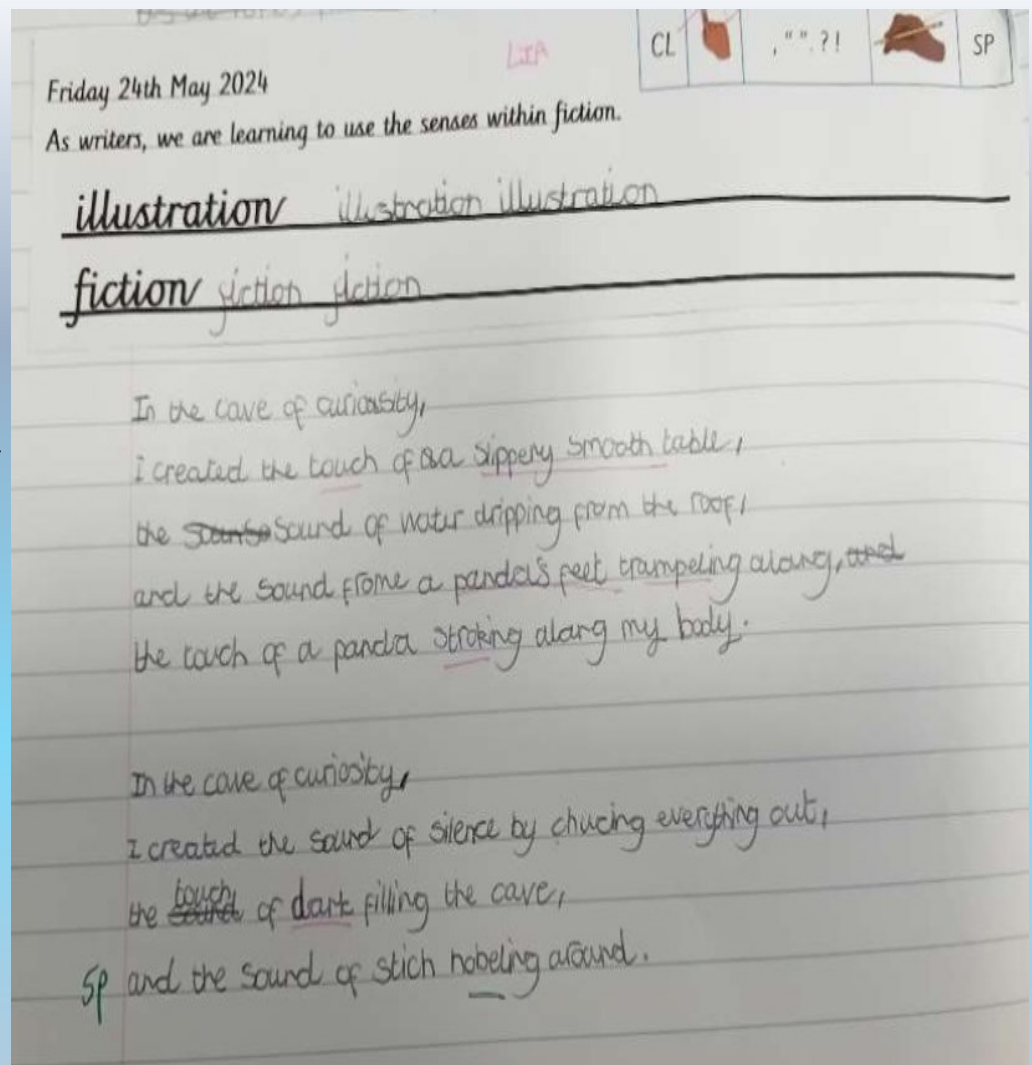 LIA
CL , " " . ? ! SP
Friday 24th May 2024
As writers, we are learning to use the senses within fiction.
illustration illustration illustration
fiction fiction fiction
In the cave of curiousity,
i created the touch of a slippery smooth table,
the sound of water dripping from the roof,
and the sound frome a panda's feet trampeling along, and
the touch of a panda stroking along my body.
In the cave of curiosity,
I created the sound of silence by chucing everything out,
touch
the sound of dark filling the cave,
SP and the sound of stich nobeling around.